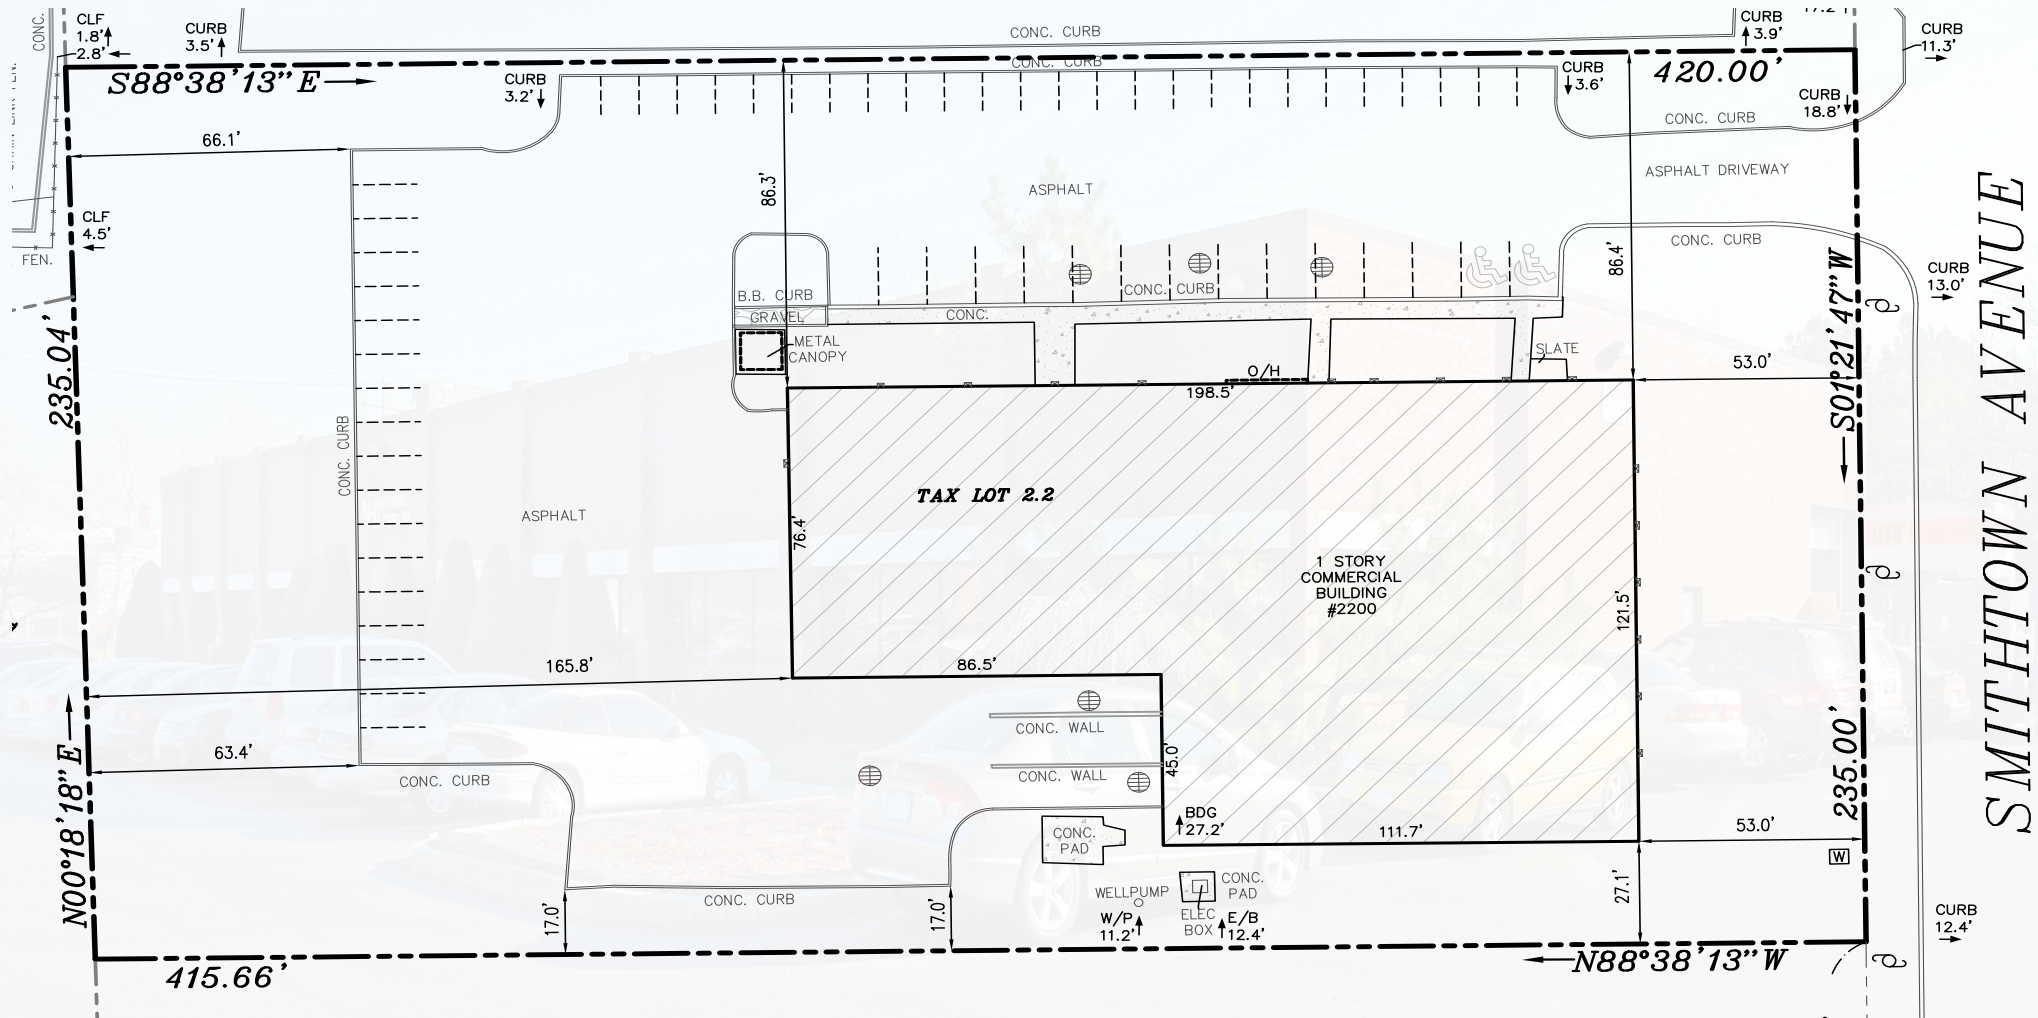 CONC.
CLF
1.8'
2.8'
CURB
3.5'
CONC. CURB
CURB
3.9'
CURB
11.3'
S88°38'13"E
CURB
3.2'
CONC. CURB
CURB
3.6'
420.00'
CURB
18.8'
CONC. CURB
66.1'
ASPHALT DRIVEWAY
86.3'
ASPHALT
CLF
4.5'
FEN.
CONC. CURB
86.4'
CURB
13.0'
B.B. CURB
GRAVEL
CONC. CURB
CONC.
METAL
CANOPY
SLATE
O/H
198.5'
53.0'
S01°21'47"W
235.04'
CONC. CURB
ASPHALT
TAX LOT 2.2
76.4'
1 STORY
COMMERCIAL
BUILDING
#2200
121.5'
SMITHTOWN AVENUE
165.8'
86.5'
CONC. WALL
CONC. WALL
45.0'
63.4'
CONC. CURB
N00°18'18"E
235.00'
BDG
27.2'
111.7'
53.0'
W
CONC.
PAD
27.1'
CONC. CURB
17.0'
17.0'
WELLPUMP
W/P
11.2'
CONC.
PAD
ELEC
BOX
E/B
12.4'
CURB
12.4'
415.66'
N88°38'13"W